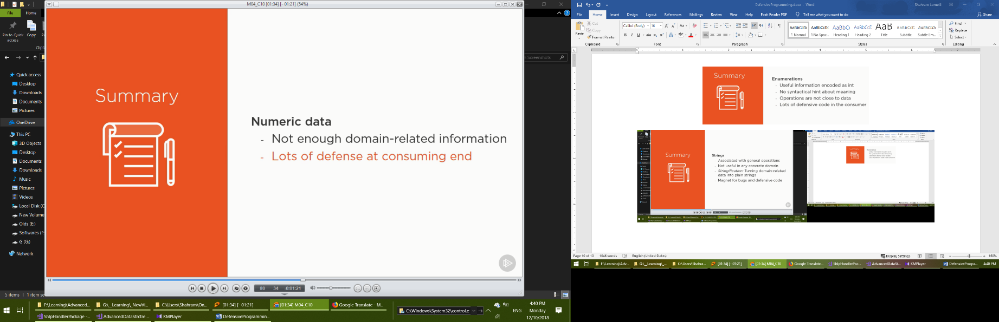 M04_C10 [01:34] [- 01:21] (54%)
File
Home
Pin to Quick
access
Copy
Screenshots
Quick access
Desktop
Downloads
Documents
Pictures
OneDrive
This PC
3D Objects
Desktop
Documents
Downloads
Music
Pictures
Videos
Local Disk (C
New Volume
Olds (E:)
Softwares (F:
G (G:)
Network
5 items
1 item se
Summary
Numeric data
- Not enough domain-related information
- Lots of defense at consuming end
80 34 -0:01:21
F:\Learning\Advanced...
G:\_Learning\_NewVi...
C:\Users\Shahram\On...
[01:34] [- 01:21]
[01:34] M04_C10
Google Translate - M...
ShlpHandlerPackage -...
AdvancedDataStrctre ...
KMPlayer
DefensiveProgrammin...
C:\Windows\System32\control.e
ENG
4:40 PM
Monday
12/10/2018
DefensiveProgramming.docx - Word
Shahram komaili
File Home Insert Design Layout References Mailings Review View Help Foxit Reader PDF Tell me what you want to do
Share
Paste
Cut
Copy
Format Painter
Clipboard
Calibri (Body) 16
Font
Paragraph
AaBbCcDc AaBbCcDc AaBbCc AaBbCcE AaB AaBbCcD AaBbCcDc
¶ Normal ¶ No Spac... Heading 1 Heading 2 Title Subtitle Subtle Em...
Styles
Find
Replace
Select
Editing
Summary
Enumerations
- Useful information encoded as int
- No syntactical hint about meaning
- Operations are not close to data
- Lots of defensive code in the consumer
Summary
Strings
- Associated with general operations
- Not useful in any concrete domain
- Stringification: Turning domain-related
data into plain strings
- Magnet for bugs and defensive code
Page 10 of 10 1046 words English (United States)
Display Settings
160%
F:\Learning\Adv...
G:\_Learning\_...
C:\Users\Shahra...
[01:34] [- 01:21]
[01:34] M04_C10
Google Translate...
ShlpHandlerPac...
AdvancedDataSt...
KMPlayer
DefensiveProgra...
4:40 PM